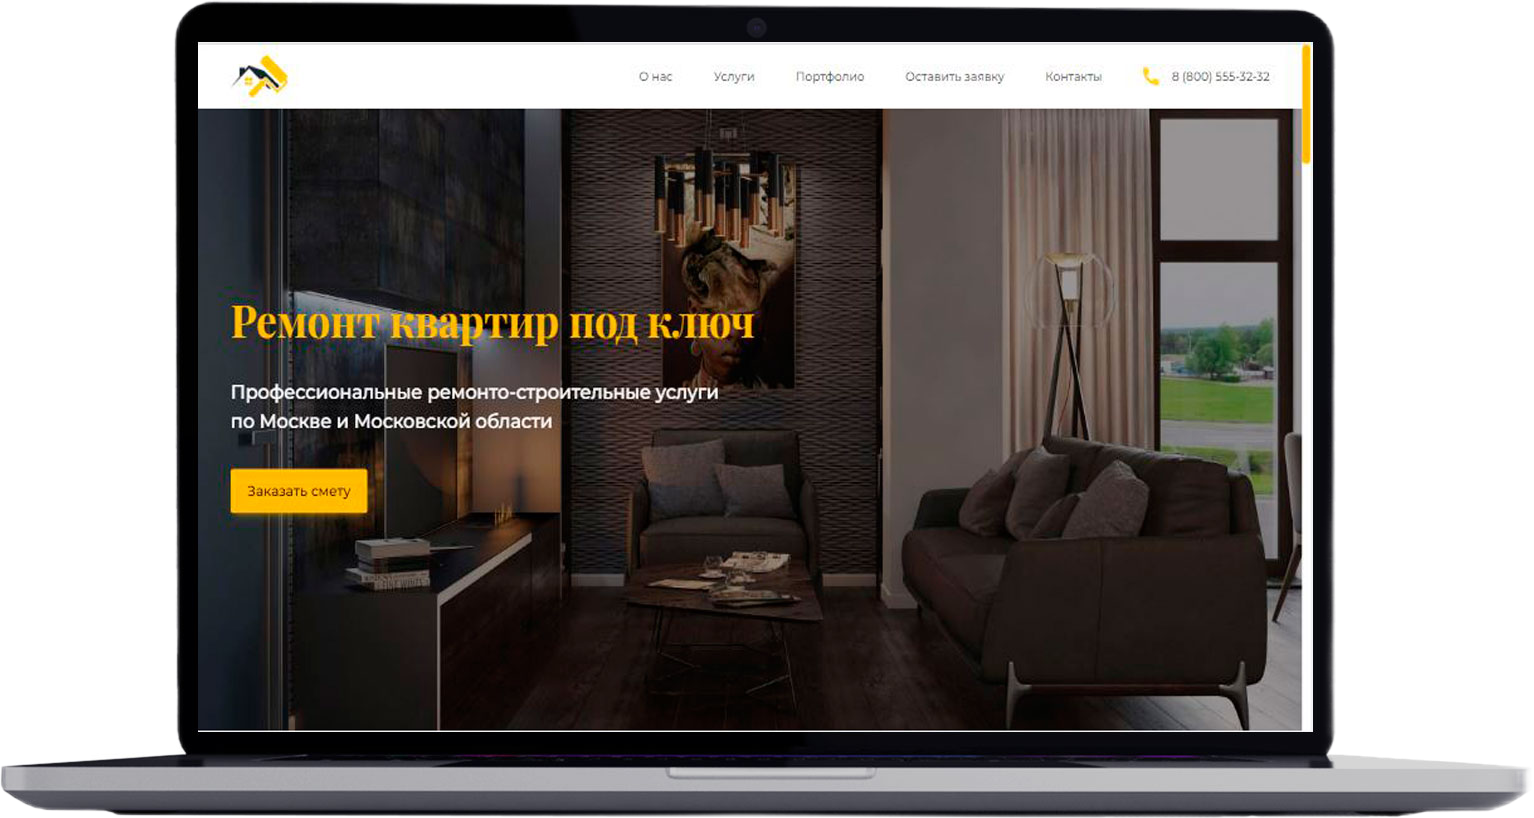 О нас
Услуги
Портфолио
Оставить заявку
Контакты
8 (800) 555-32-32
Ремонт квартир под ключ
Профессиональные ремонто-строительные услуги
по Москве и Московской области
Заказать смету